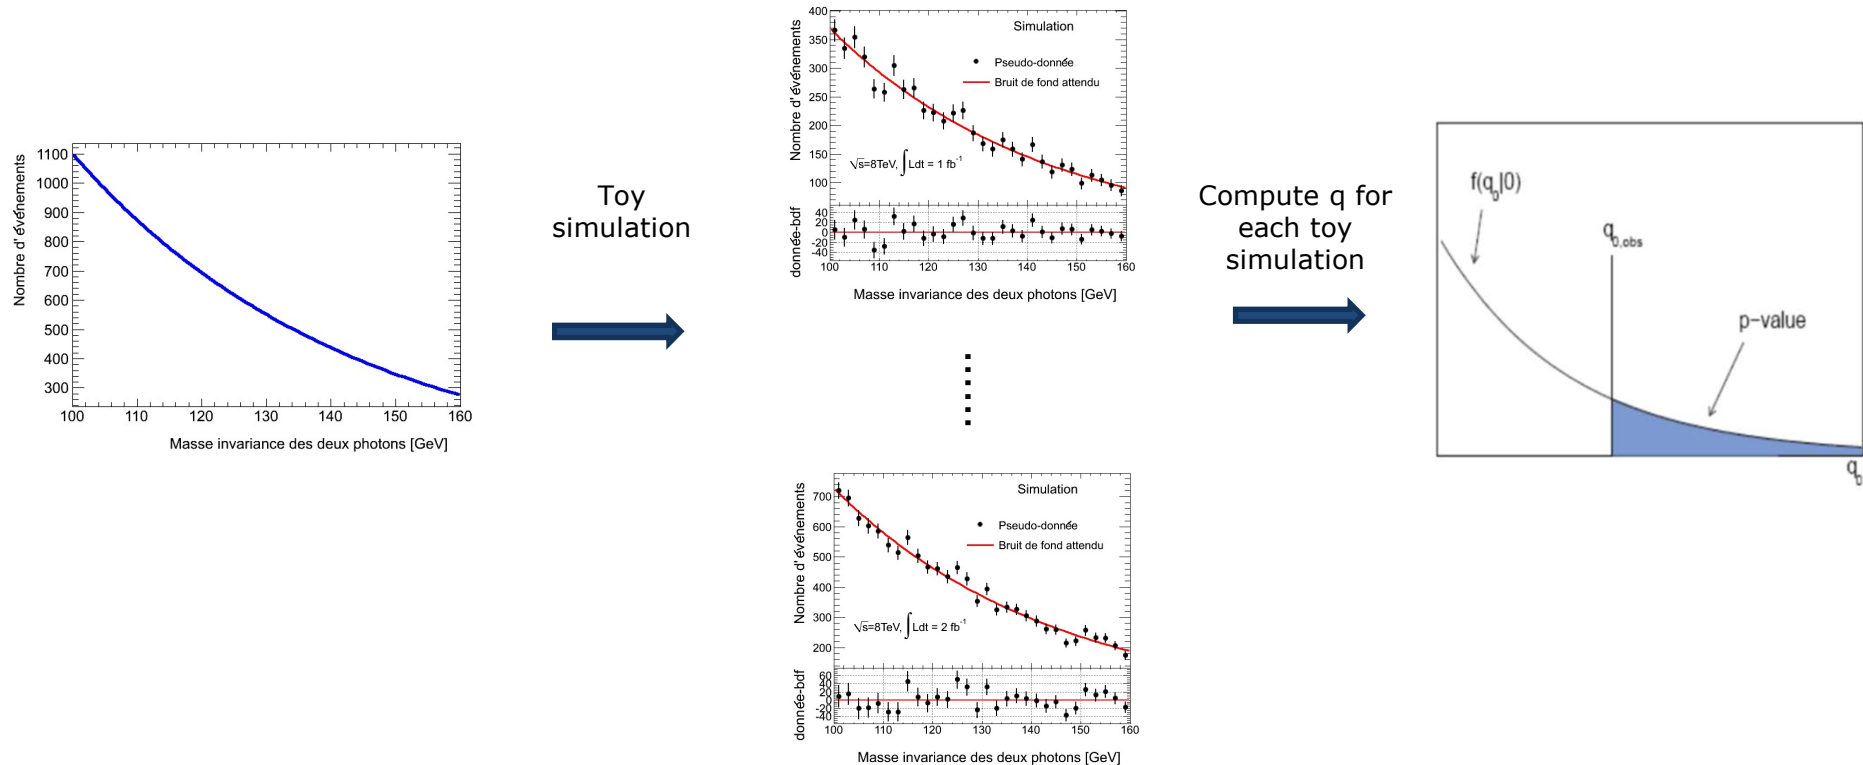 1100
1000
900
800
700
600
500
400
300
100 110 120 130 140 150 160
Nombre d'événements
Masse invariance des deux photons [GeV]
Toy
simulation
400
350
300
250
200
150
100
Nombre d'événements
Simulation
Pseudo-donnée
Bruit de fond attendu
√s=8TeV, ∫ Ldt = 1 fb⁻¹
40
20
0
-20
-40
donnée-bdf
100 110 120 130 140 150 160
Masse invariance des deux photons [GeV]
700
600
500
400
300
200
Nombre d'événements
Simulation
Pseudo-donnée
Bruit de fond attendu
√s=8TeV, ∫ Ldt = 2 fb⁻¹
60
40
20
0
-20
-40
donnée-bdf
100 110 120 130 140 150 160
Masse invariance des deux photons [GeV]
Compute q for
each toy
simulation
f(q₀|0)
q₀,obs
p-value
q₀